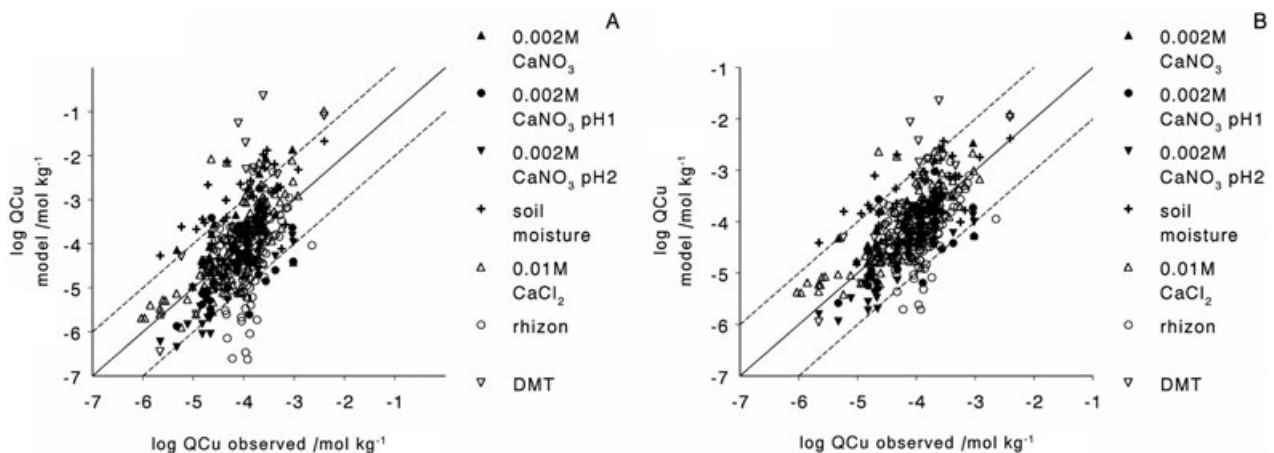 A
-1
-2
-3
-4
-5
-6
-7
log QCu
model /mol kg⁻¹
-7 -6 -5 -4 -3 -2 -1
log QCu observed /mol kg⁻¹
0.002M
CaNO₃
0.002M
CaNO₃ pH1
0.002M
CaNO₃ pH2
soil
moisture
0.01M
CaCl₂
rhizon
DMT
B
-1
-2
-3
-4
-5
-6
-7
log QCu
model /mol kg⁻¹
-7 -6 -5 -4 -3 -2 -1
log QCu observed /mol kg⁻¹
0.002M
CaNO₃
0.002M
CaNO₃ pH1
0.002M
CaNO₃ pH2
soil
moisture
0.01M
CaCl₂
rhizon
DMT